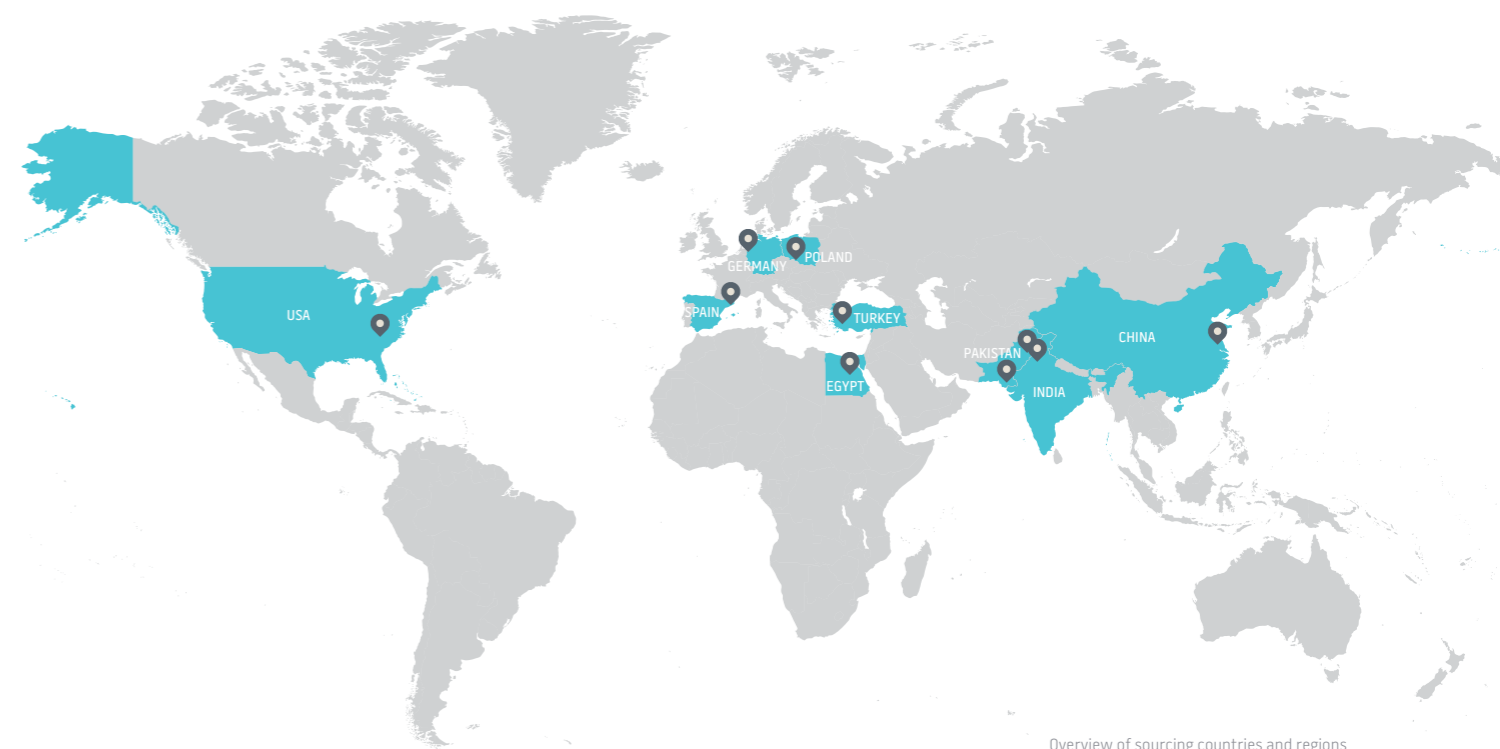 POLAND
GERMANY
SPAIN
USA
TURKEY
CHINA
PAKISTAN
EGYPT
INDIA
Overview of sourcing countries and regions